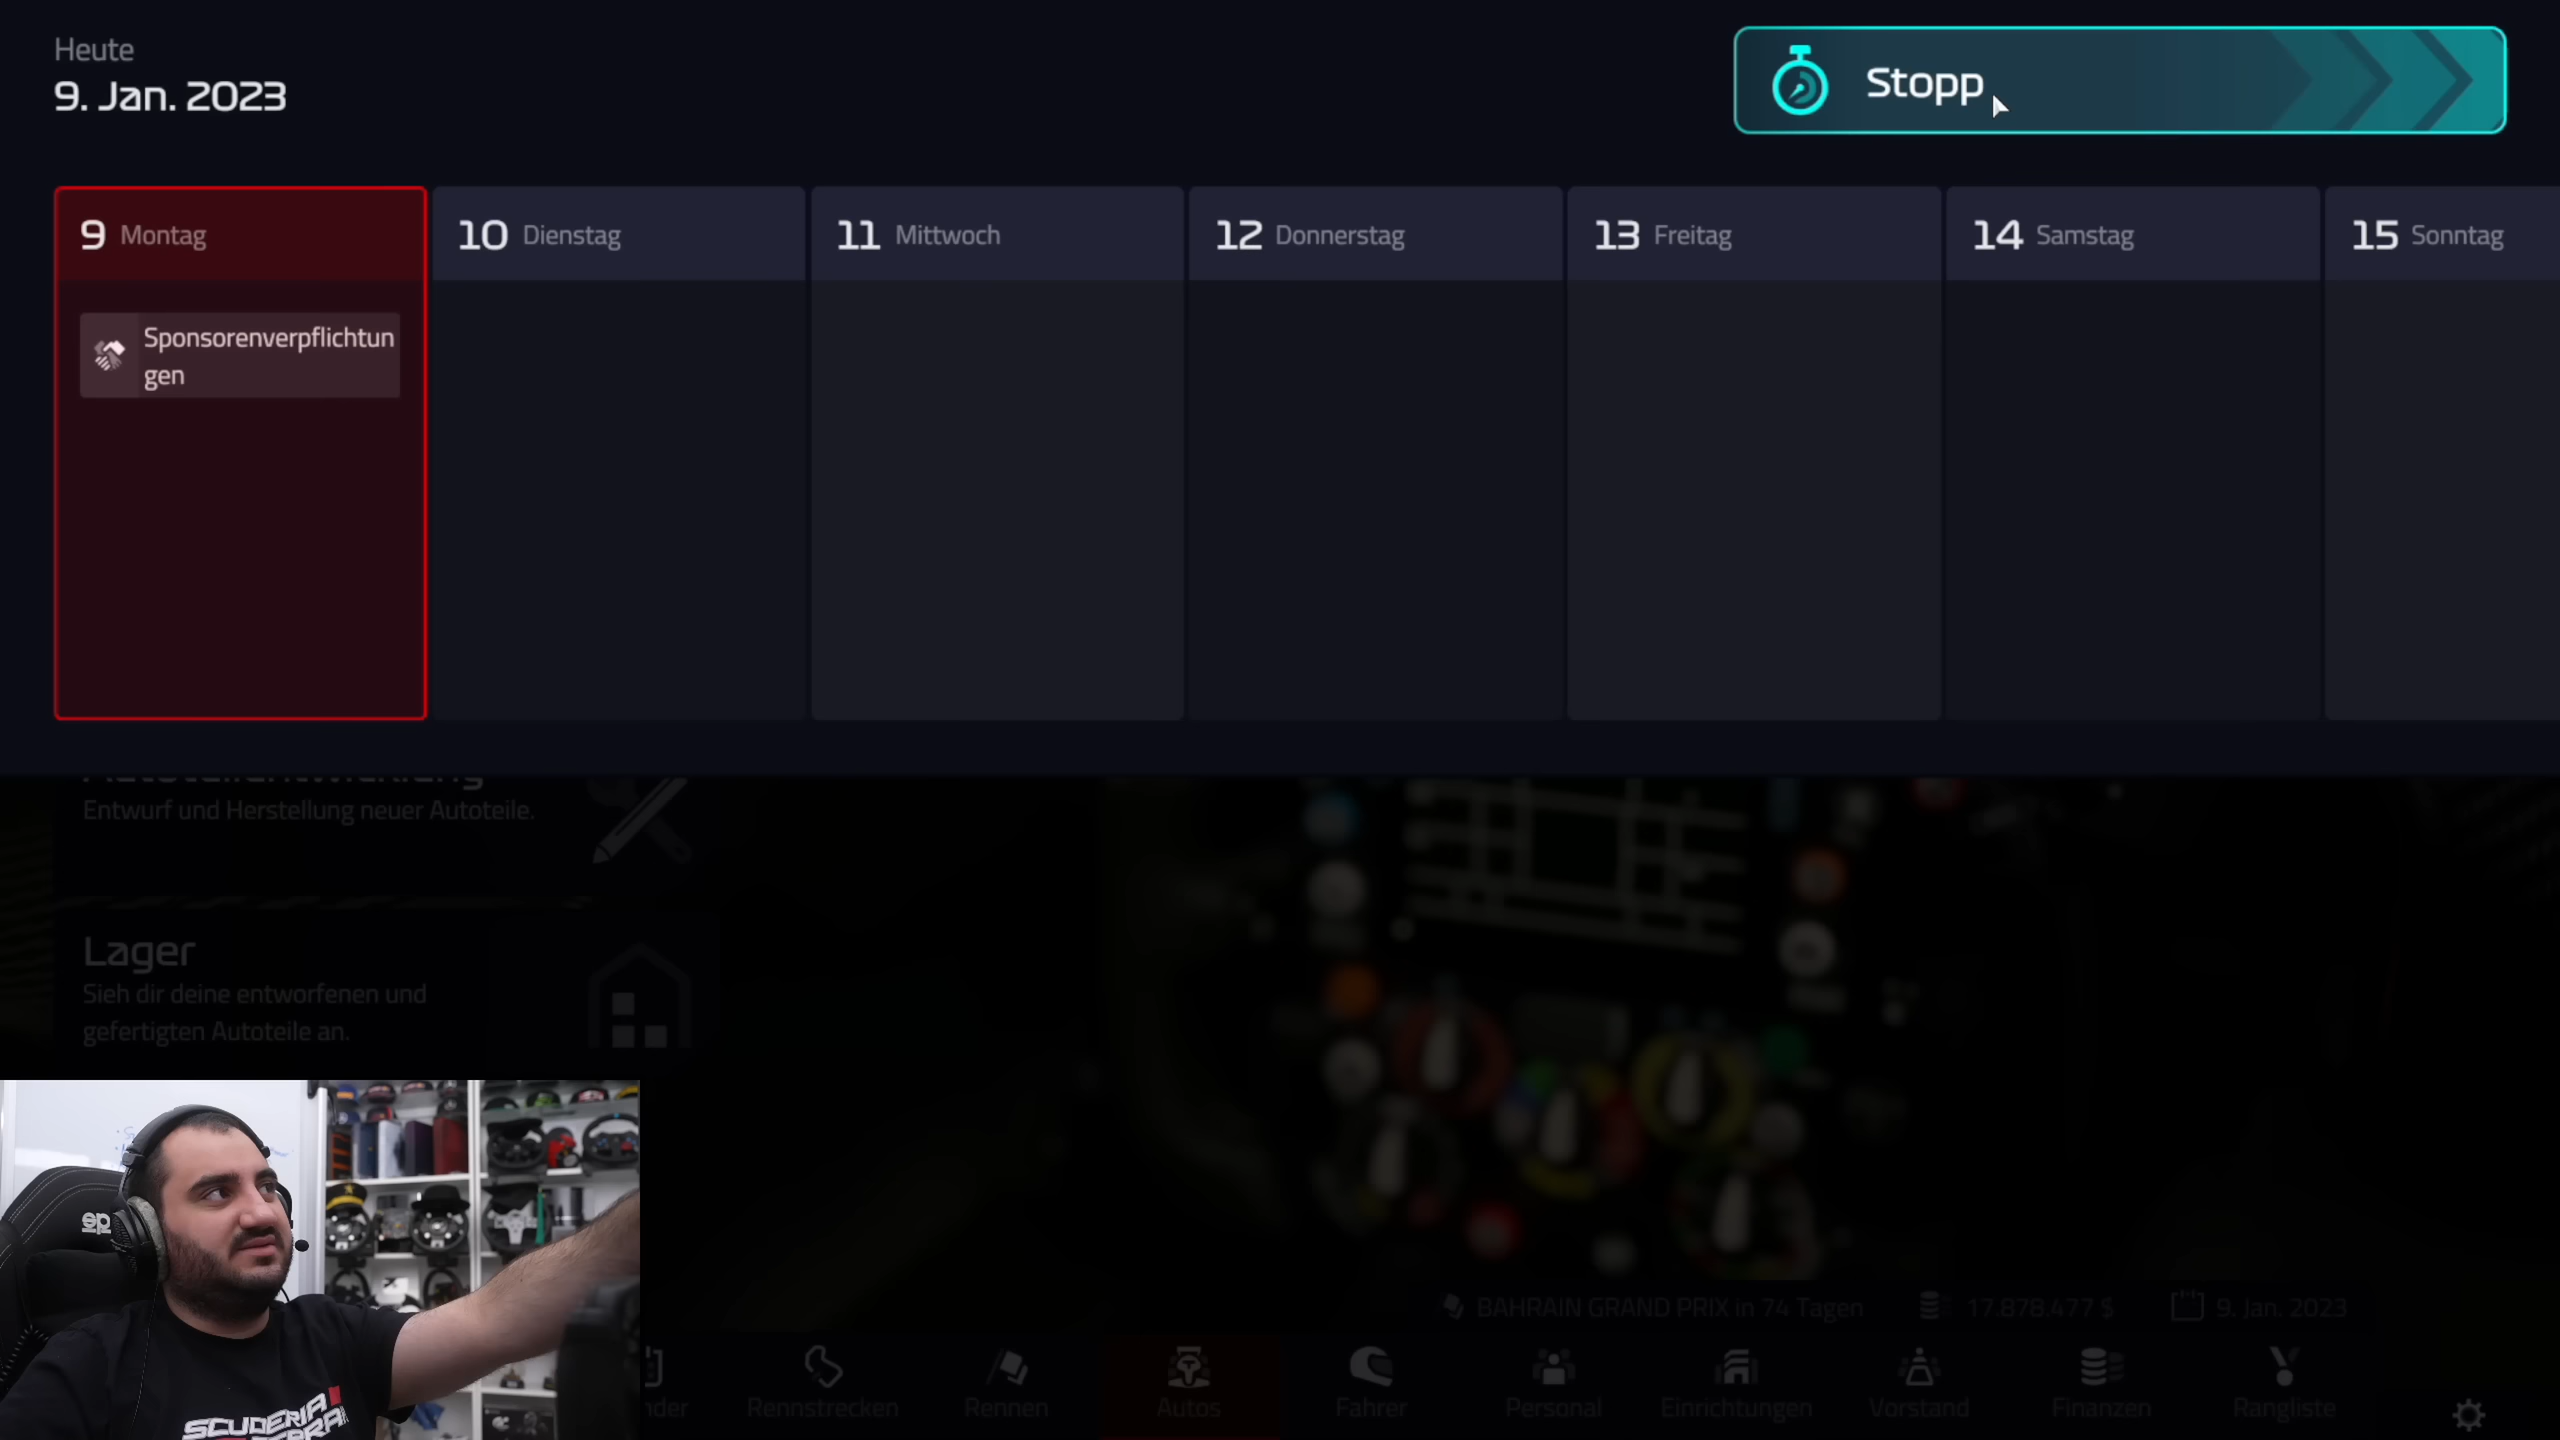 Heute
9. Jan. 2023
Stopp
9 Montag
10 Dienstag
11 Mittwoch
12 Donnerstag
13 Freitag
14 Samstag
15 Sonntag
Sponsorenverpflichtun
gen
Entwurf und Herstellung neuer Autoteile.
Lager
Sieh dir deine entworfenen und
gefertigten Autoteile an.
BAHRAIN GRAND PRIX in 74 Tagen
17.878.477 $
9. Jan. 2023
Rennstrecken
Rennen
Autos
Fahrer
Personal
Einrichtungen
Vorstand
Finanzen
Rangliste
SCUDERIA